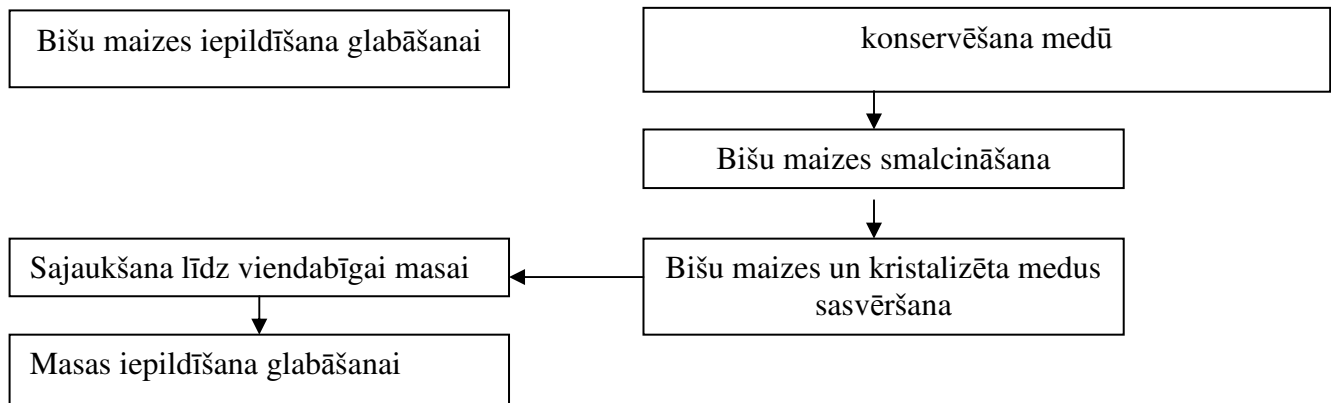 Bišu maizes iepildīšana glabāšanai
konservēšana medū
Bišu maizes smalcināšana
Bišu maizes un kristalizēta medus
sasvēršana
Sajaukšana līdz viendabīgai masai
Masas iepildīšana glabāšanai